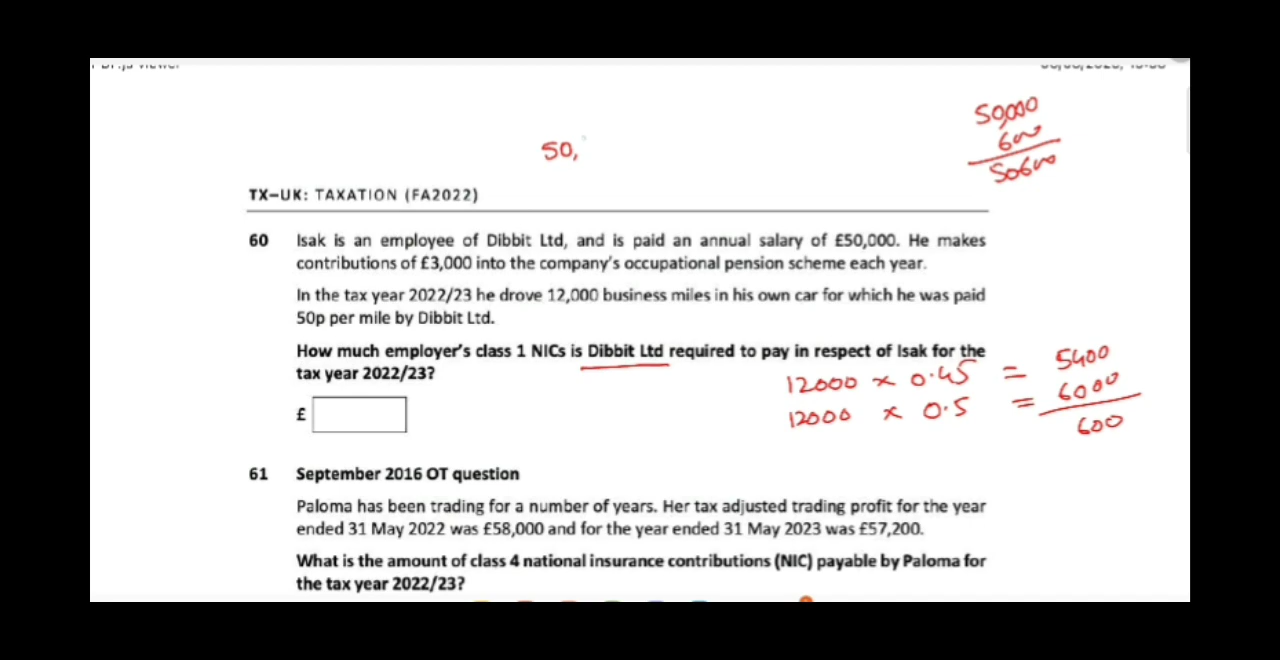 50,000
600
50600
50,
TX–UK: TAXATION (FA2022)
60 Isak is an employee of Dibbit Ltd, and is paid an annual salary of £50,000. He makes
contributions of £3,000 into the company's occupational pension scheme each year.
In the tax year 2022/23 he drove 12,000 business miles in his own car for which he was paid
50p per mile by Dibbit Ltd.
How much employer's class 1 NICs is Dibbit Ltd required to pay in respect of Isak for the
tax year 2022/23?
12000 × 0.45 = 5400
12000 × 0.5 = 6000
600
£
61 September 2016 OT question
Paloma has been trading for a number of years. Her tax adjusted trading profit for the year
ended 31 May 2022 was £58,000 and for the year ended 31 May 2023 was £57,200.
What is the amount of class 4 national insurance contributions (NIC) payable by Paloma for
the tax year 2022/23?